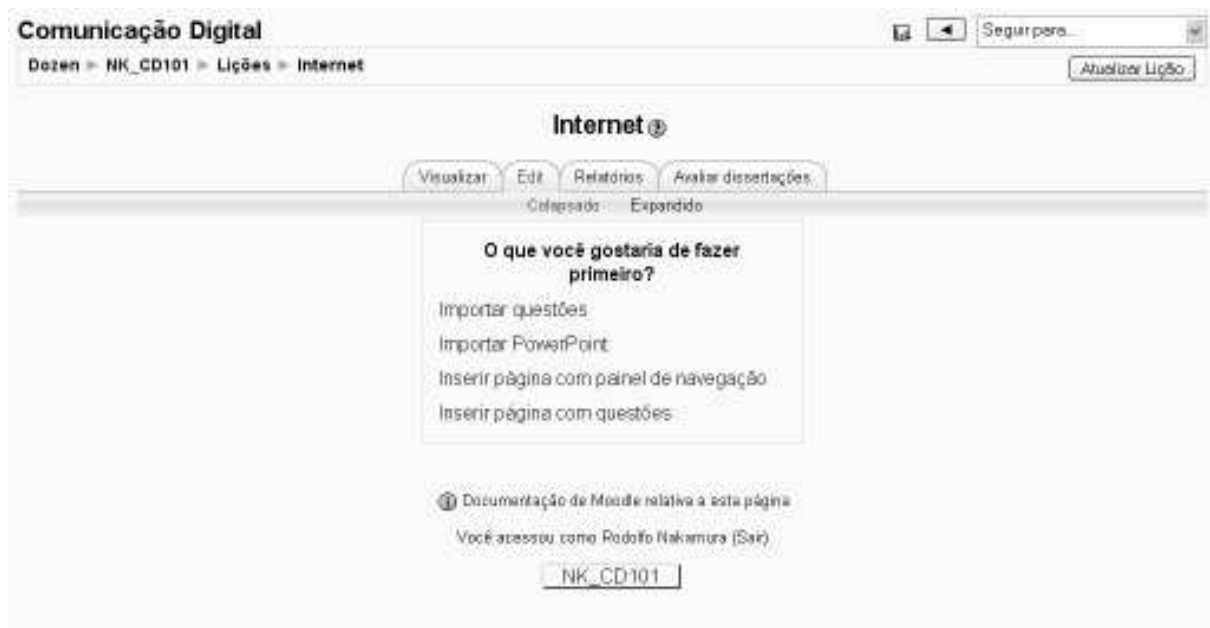 Comunicação Digital
Seguir para...
Dozen ► NK_CD101 ► Lições ► Internet
Atualizar Lição
Internet
Visualizar Edit Relatórios Avaliar dissertações
Colapsado Expandido
O que você gostaria de fazer
primeiro?
Importar questões
Importar PowerPoint
Inserir página com painel de navegação
Inserir página com questões
Documentação de Moodle relativa a esta página
Você acessou como Rodolfo Nakamura (Sair)
NK_CD101